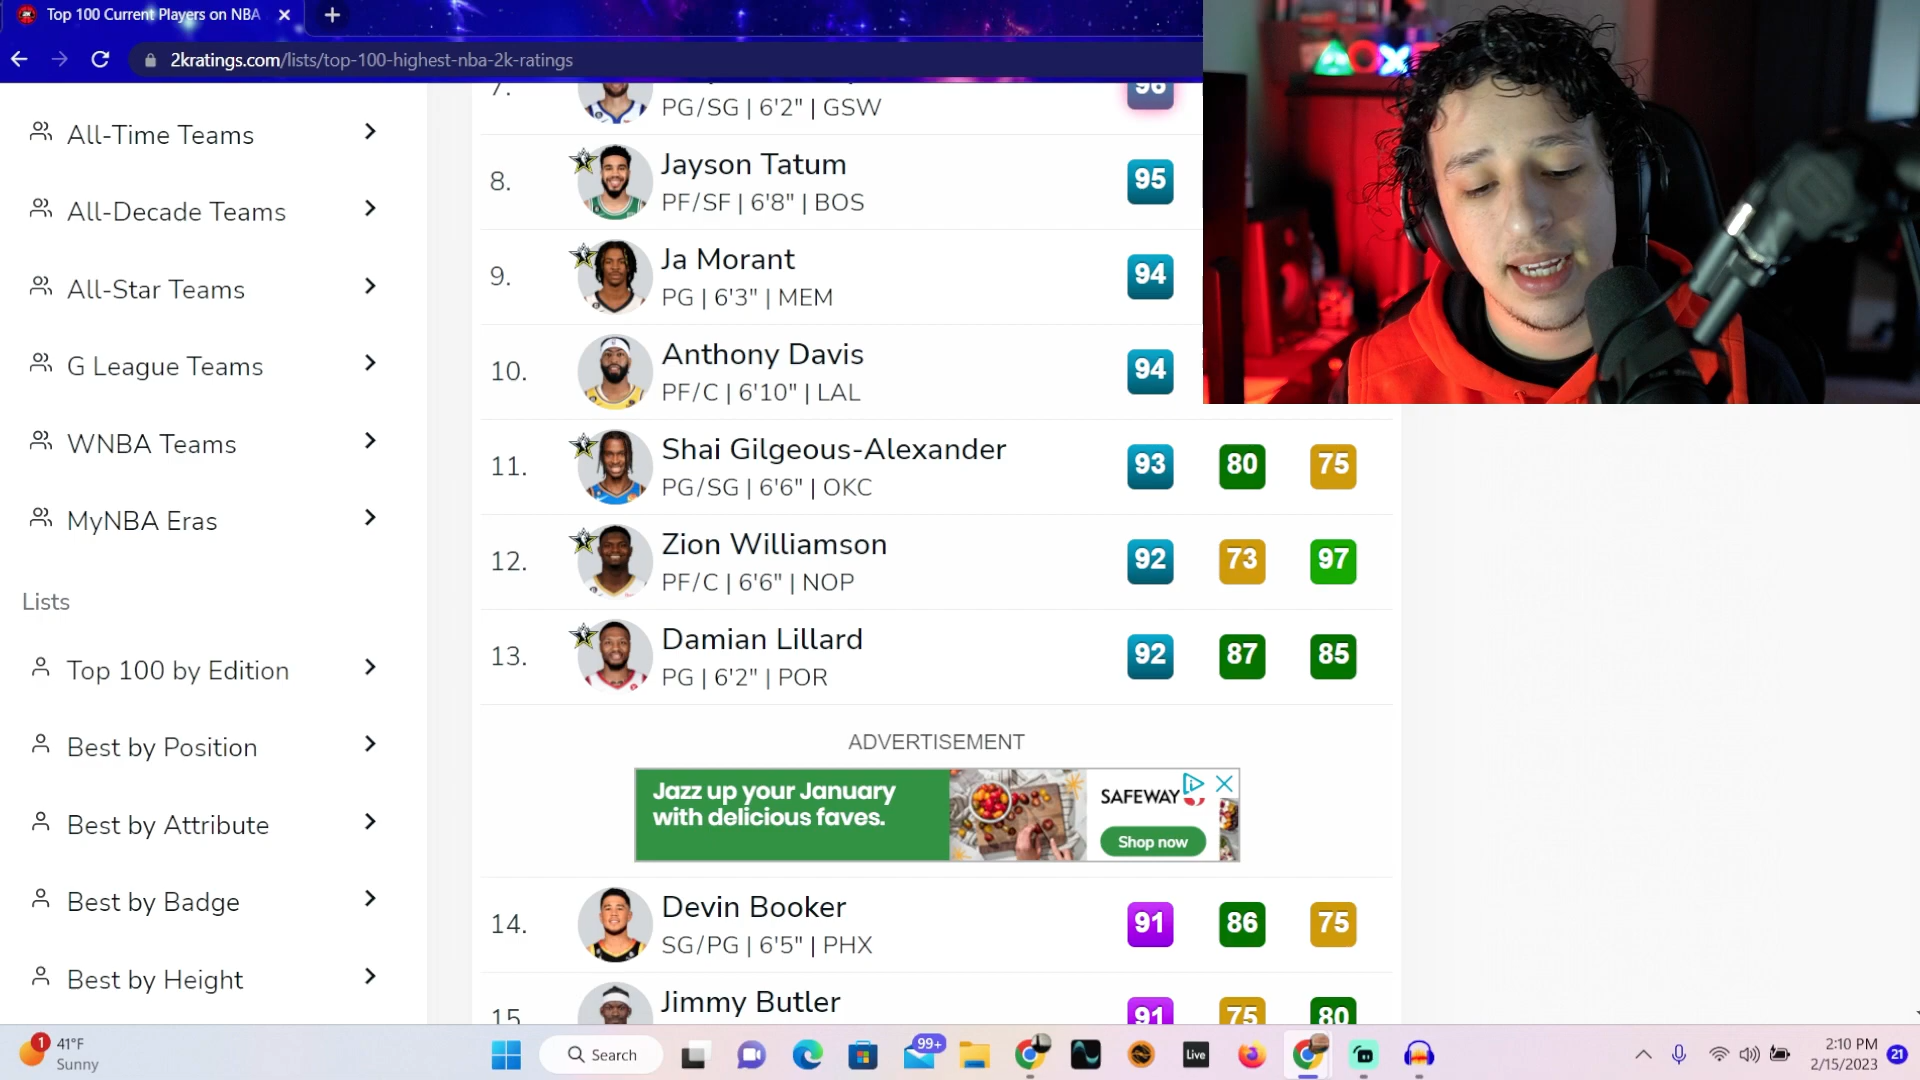 Top 100 Current Players on NBA
2kratings.com/lists/top-100-highest-nba-2k-ratings
All-Time Teams
All-Decade Teams
All-Star Teams
G League Teams
WNBA Teams
MyNBA Eras
Lists
Top 100 by Edition
Best by Position
Best by Attribute
Best by Badge
Best by Height
7. 96
PG/SG | 6'2" | GSW
8. Jayson Tatum 95
PF/SF | 6'8" | BOS
9. Ja Morant 94
PG | 6'3" | MEM
10. Anthony Davis 94
PF/C | 6'10" | LAL
11. Shai Gilgeous-Alexander 93 80 75
PG/SG | 6'6" | OKC
12. Zion Williamson 92 73 97
PF/C | 6'6" | NOP
13. Damian Lillard 92 87 85
PG | 6'2" | POR
ADVERTISEMENT
Jazz up your January
with delicious faves.
SAFEWAY
Shop now
14. Devin Booker 91 86 75
SG/PG | 6'5" | PHX
15. Jimmy Butler 91 75 80
1
41°F
Sunny
Search
99+
Live
2:10 PM
2/15/2023
21